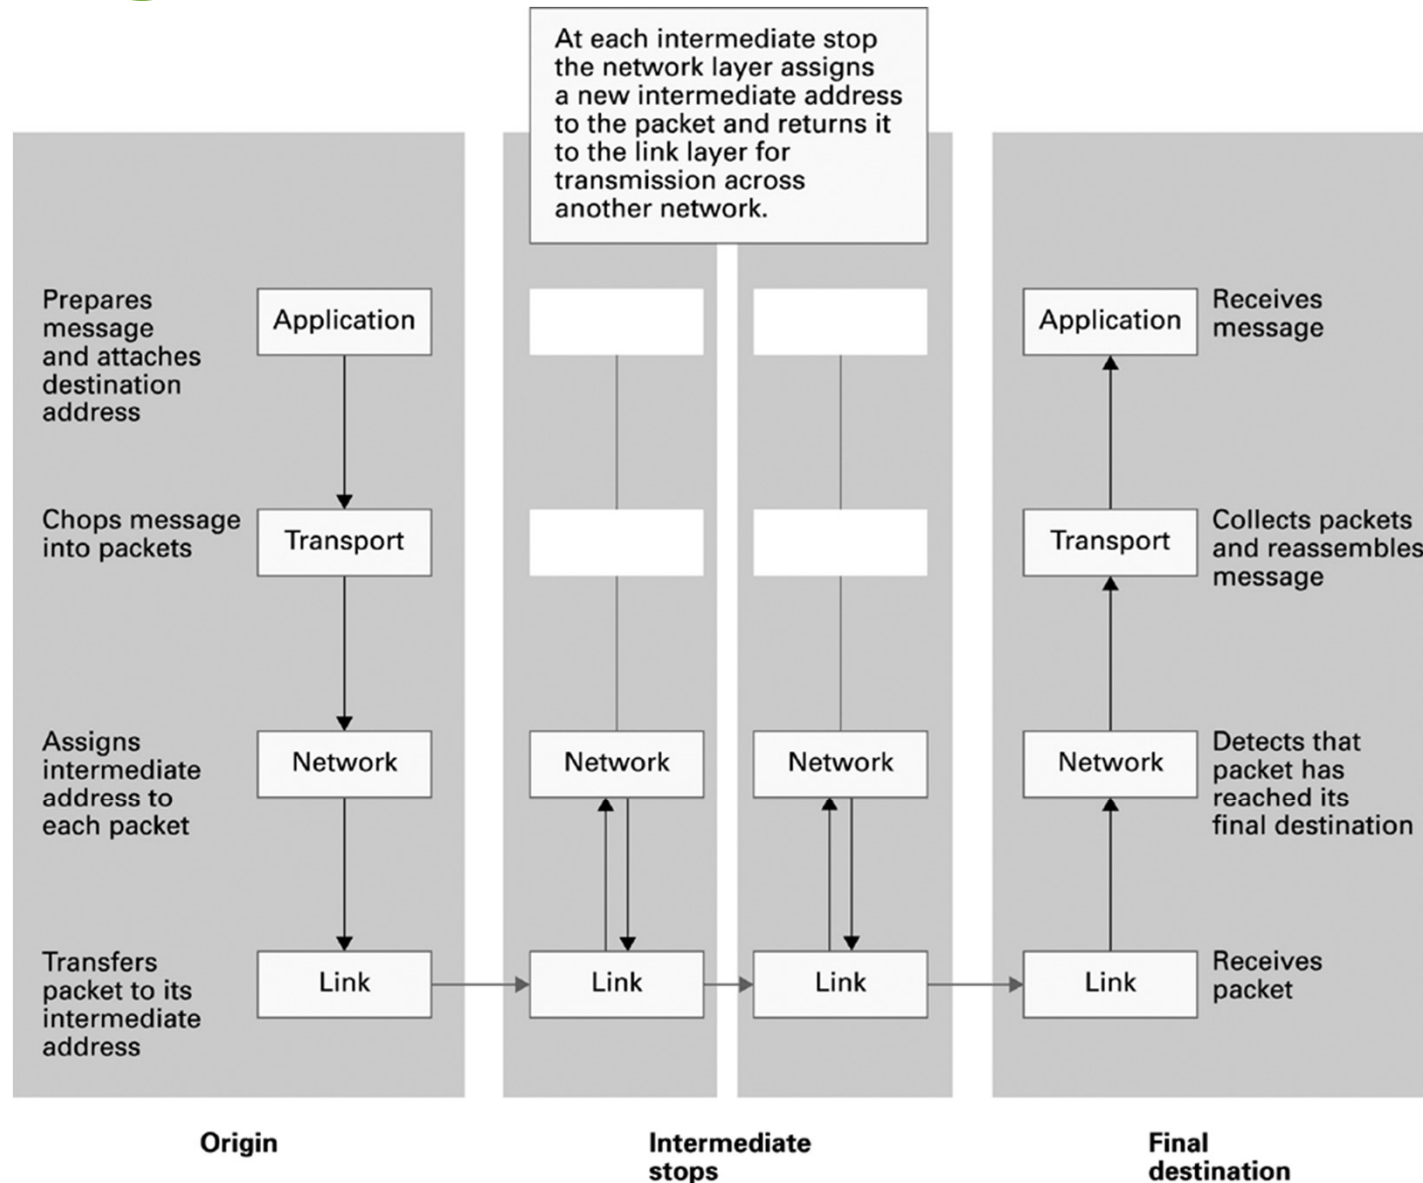 At each intermediate stop
the network layer assigns
a new intermediate address
to the packet and returns it
to the link layer for
transmission across
another network.
Prepares
message
and attaches
destination
address
Application
Application
Receives
message
Chops message
into packets
Transport
Transport
Collects packets
and reassembles
message
Assigns
intermediate
address to
each packet
Network
Network
Network
Network
Detects that
packet has
reached its
final destination
Transfers
packet to its
intermediate
address
Link
Link
Link
Link
Receives
packet
Origin
Intermediate
stops
Final
destination